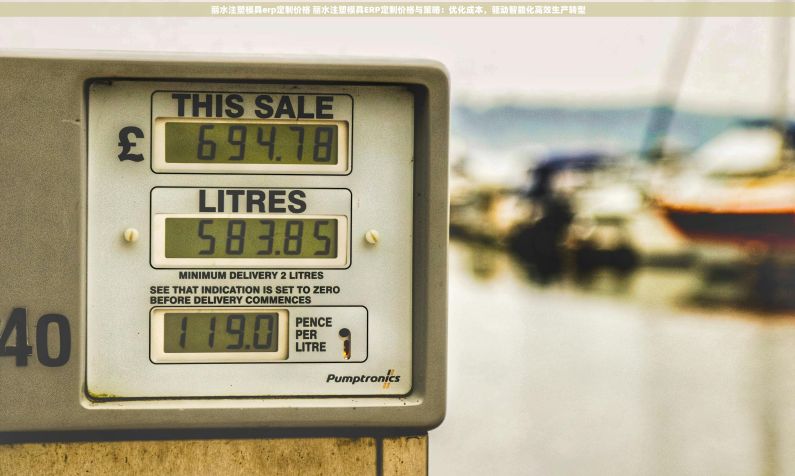 丽水注塑模具erp定制价格 丽水注塑模具ERP定制价格与策略：优化成本，驱动智能化高效生产转型
THIS SALE
£ 694.78
LITRES
583.85
MINIMUM DELIVERY 2 LITRES
SEE THAT INDICATION IS SET TO ZERO
BEFORE DELIVERY COMMENCES
119.0
PENCE
PER
LITRE
40
Pumptronics